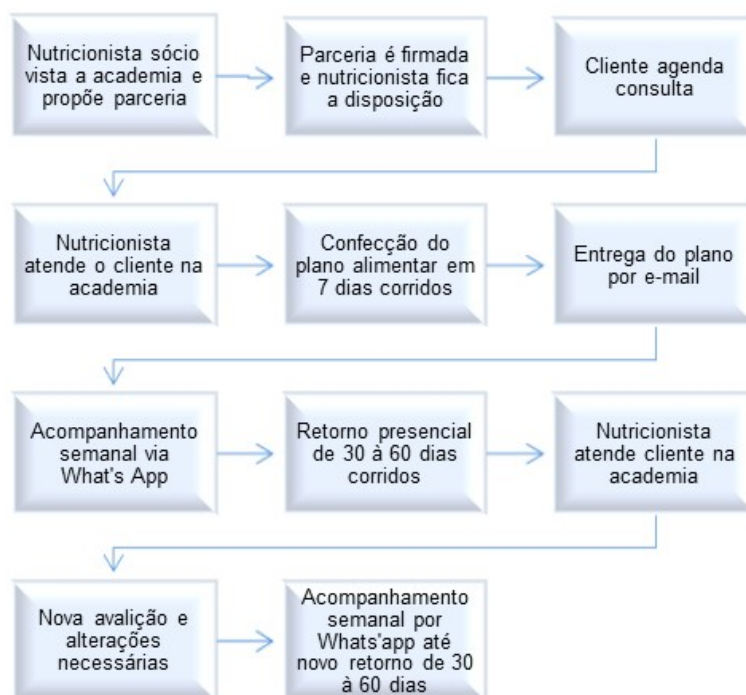 Nutricionista sócio
vista a academia e
propõe parceria
Parceria é firmada
e nutricionista fica
a disposição
Cliente agenda
consulta
Nutricionista
atende o cliente na
academia
Confecção do
plano alimentar em
7 dias corridos
Entrega do plano
por e-mail
Acompanhamento
semanal via
What's App
Retorno presencial
de 30 à 60 dias
corridos
Nutricionista
atende cliente na
academia
Nova avalição e
alterações
necessárias
Acompanhamento
semanal por
Whats'app até
novo retorno de 30
à 60 dias